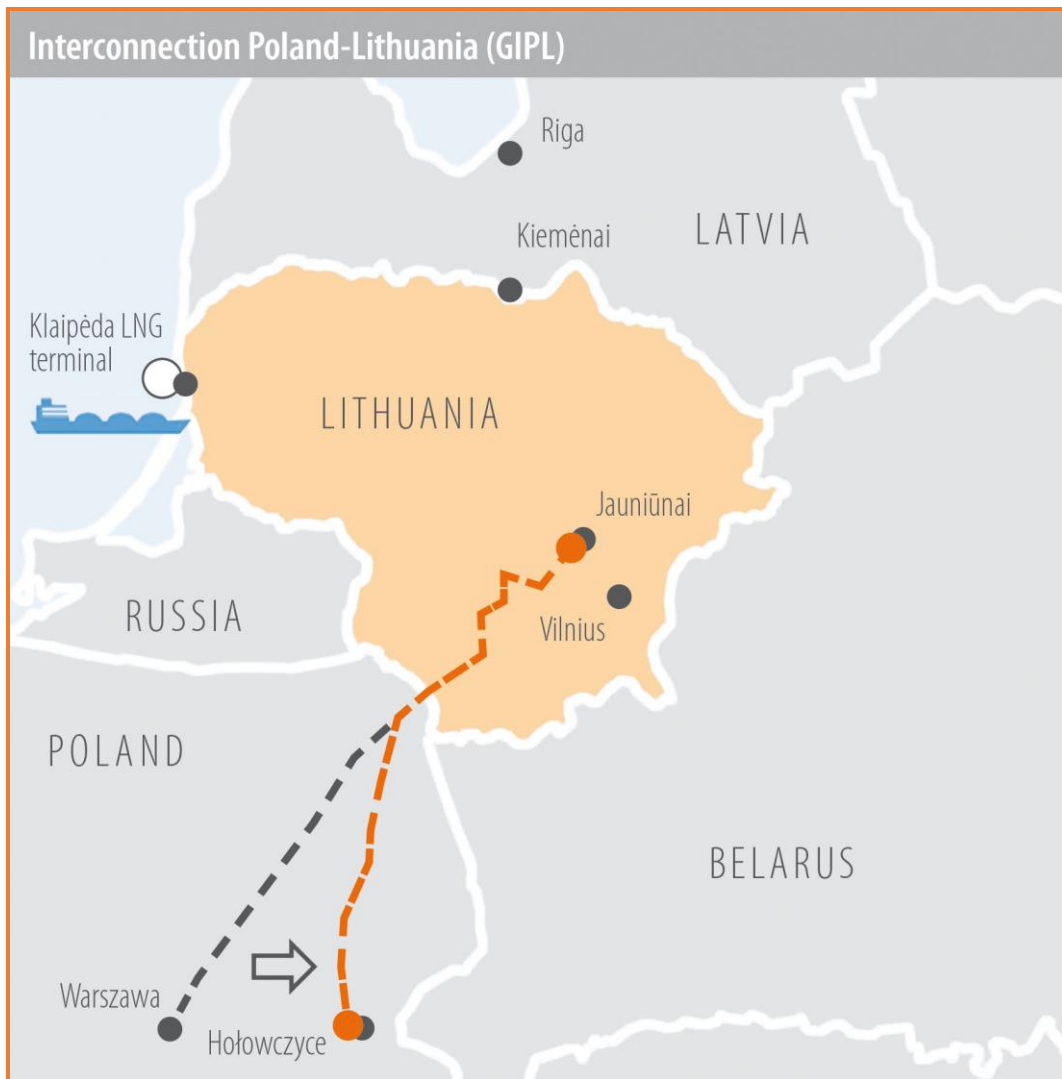 Interconnection Poland-Lithuania (GIPL)
Riga
Kiemėnai
LATVIA
Klaipėda LNG
terminal
LITHUANIA
Jauniūnai
Vilnius
RUSSIA
POLAND
BELARUS
Warszawa
Hołowczyce